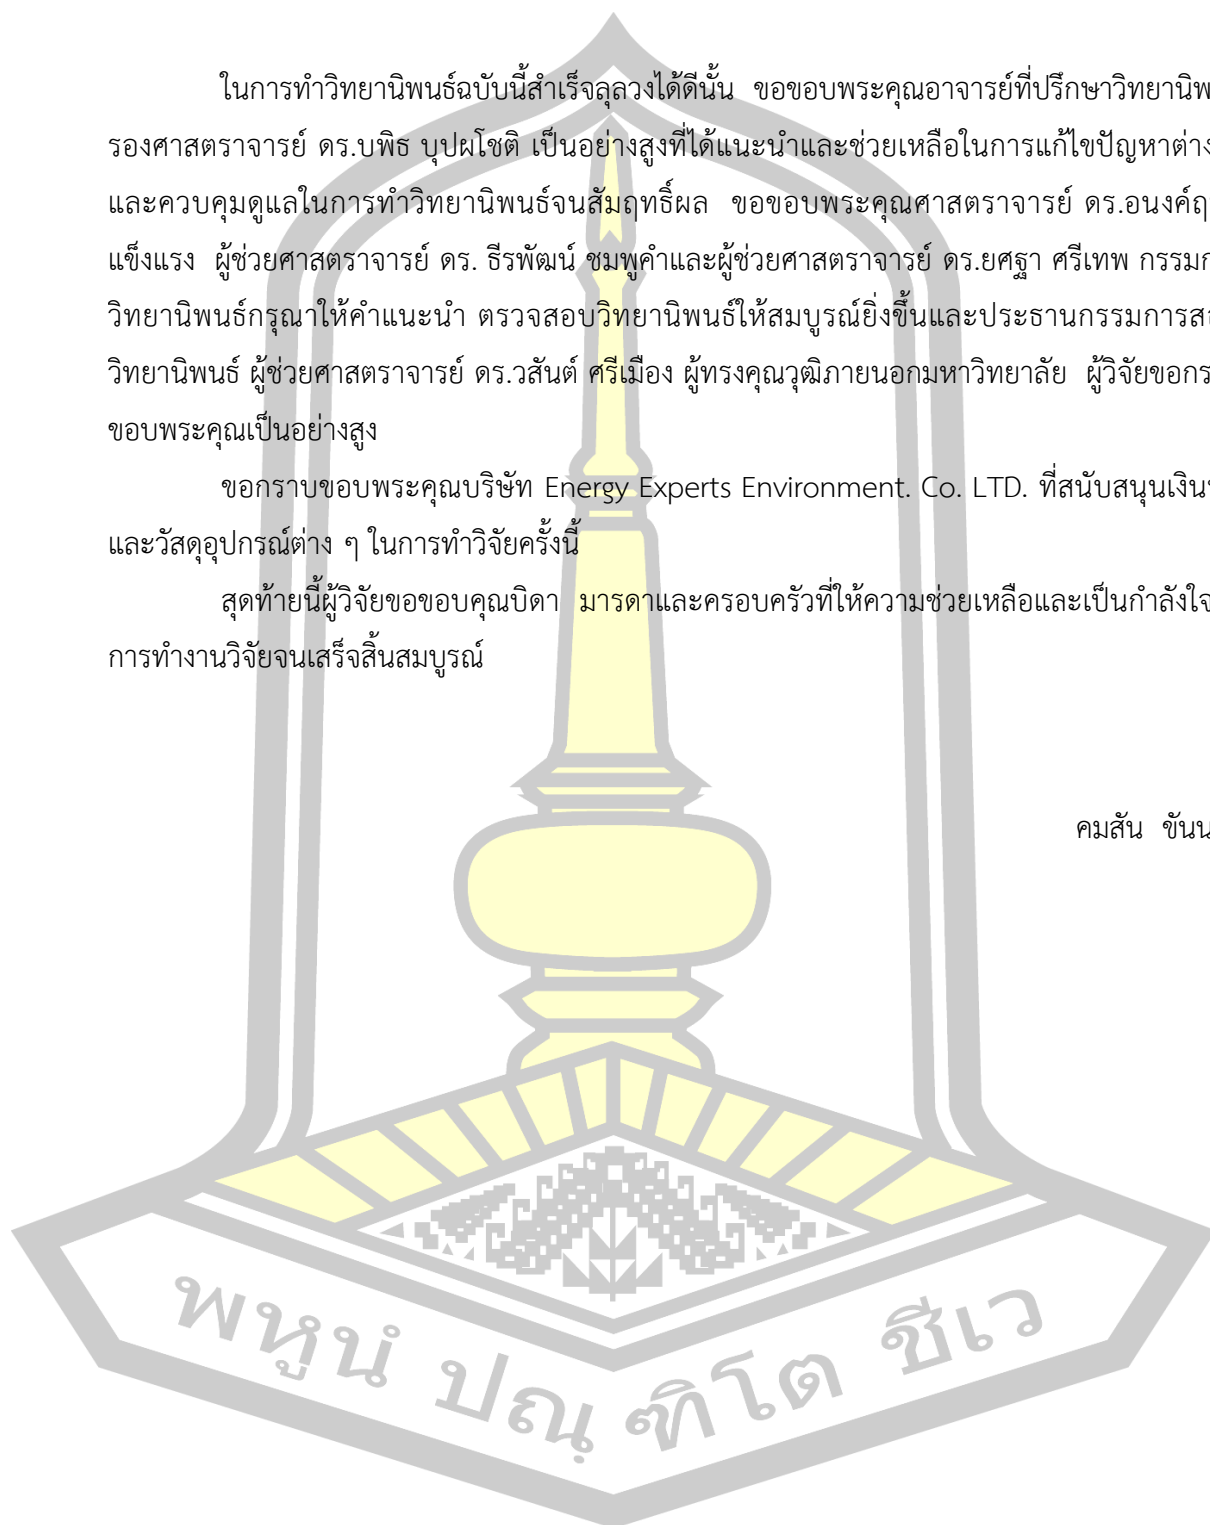 ในการทำวิทยานิพนธ์ฉบับนี้สำเร็จลุลวงได้ดีนั้น ขอขอบพระคุณอาจารย์ที่ปรึกษาวิทยานิพ
รองศาสตราจารย์ ดร.บพิธ บุปผโชติ เป็นอย่างสูงที่ได้แนะนำและช่วยเหลือในการแก้ไขปัญหาต่าง
และควบคุมดูแลในการทำวิทยานิพนธ์จนสัมฤทธิ์ผล ขอขอบพระคุณศาสตราจารย์ ดร.อนงค์ฤ
แข็งแรง ผู้ช่วยศาสตราจารย์ ดร. ธีรพัฒน์ ชมพูคำและผู้ช่วยศาสตราจารย์ ดร.ยศฐา ศรีเทพ กรรมก
วิทยานิพนธ์กรุณาให้คำแนะนำ ตรวจสอบวิทยานิพนธ์ให้สมบูรณ์ยิ่งขึ้นและประธานกรรมการส
วิทยานิพนธ์ ผู้ช่วยศาสตราจารย์ ดร.วสันต์ ศรีเมือง ผู้ทรงคุณวุฒิภายนอกมหาวิทยาลัย ผู้วิจัยขอกร
ขอบพระคุณเป็นอย่างสูง
ขอกราบขอบพระคุณบริษัท Energy Experts Environment. Co. LTD. ที่สนับสนุนเงิน
และวัสดุอุปกรณ์ต่าง ๆ ในการทำวิจัยครั้งนี้
สุดท้ายนี้ผู้วิจัยขอขอบคุณบิดา มารดาและครอบครัวที่ให้ความช่วยเหลือและเป็นกำลังใจ
การทำงานวิจัยจนเสร็จสิ้นสมบูรณ์
คมสัน ขันน
พหูนํ ปณฺฑิโต ชีเว